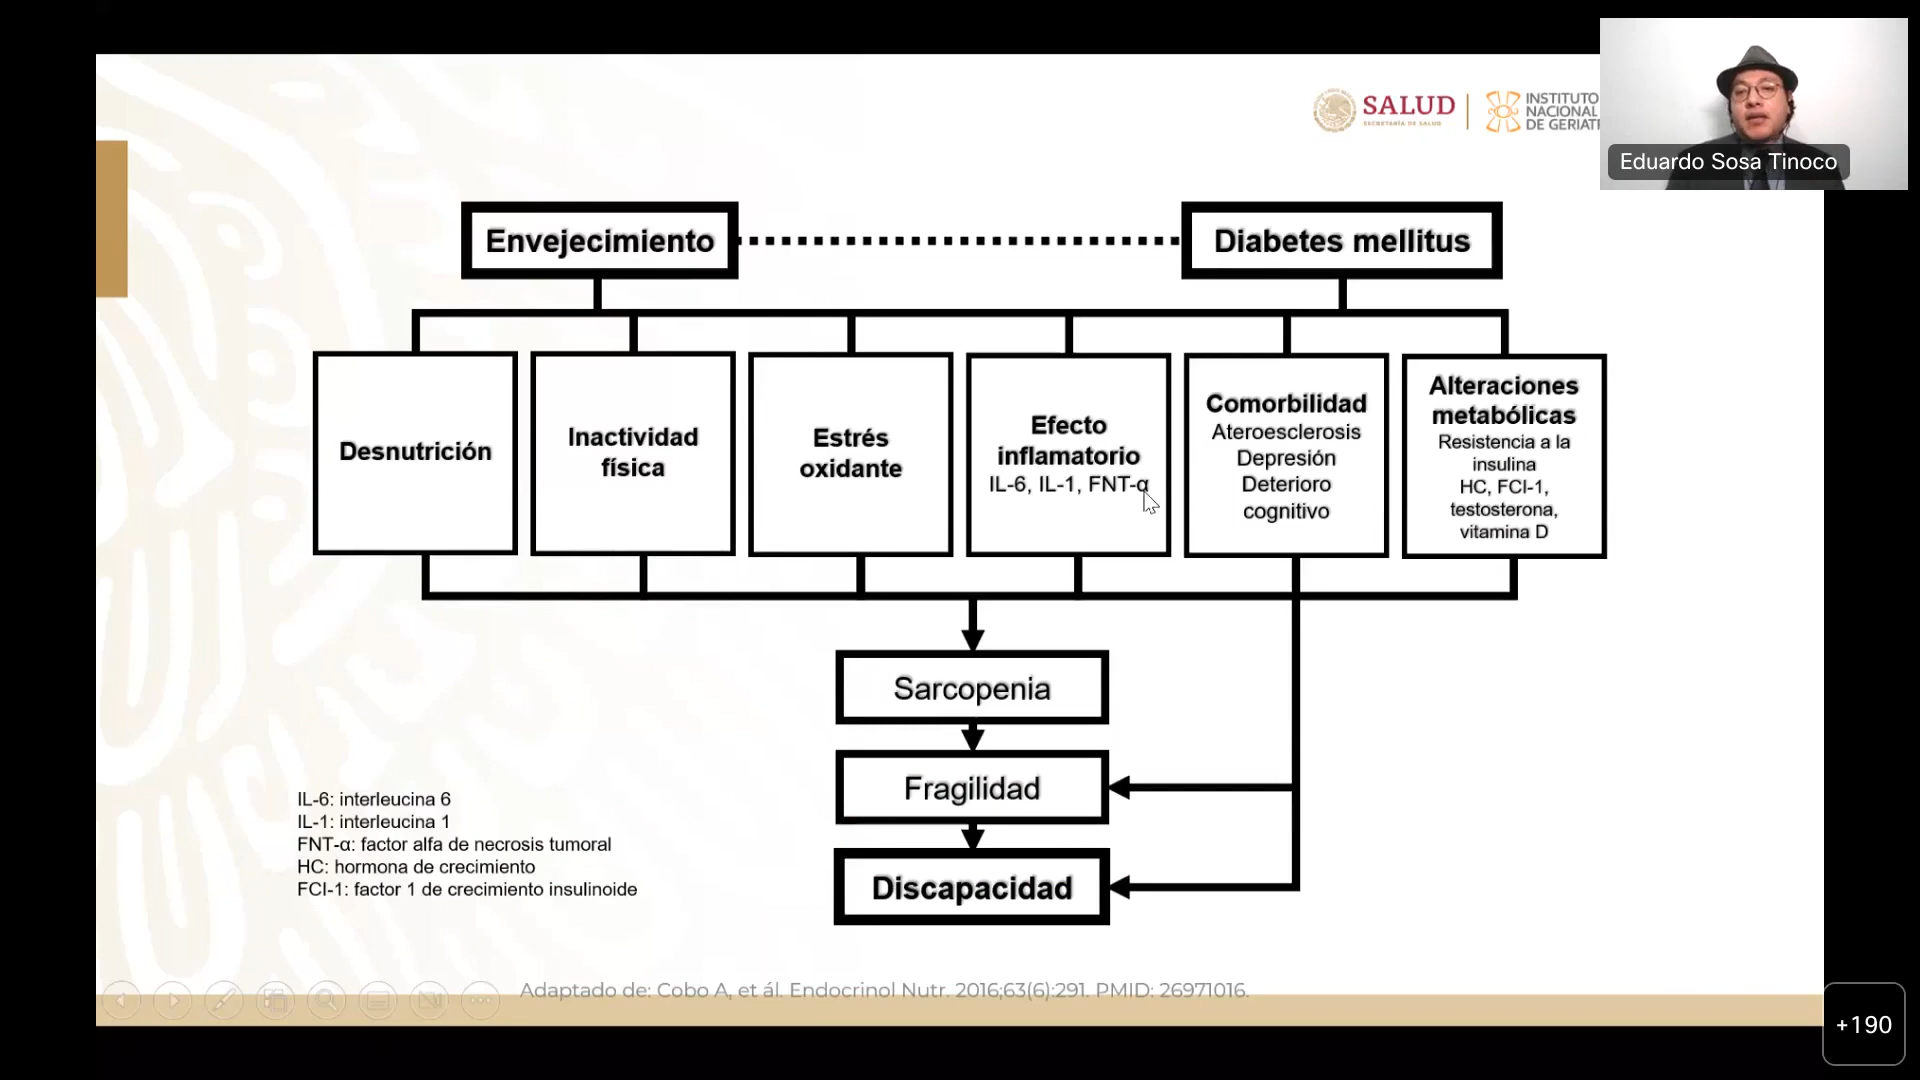 SALUD
SECRETARÍA DE SALUD
INSTITUTO
NACIONAL
DE GERIATR
Eduardo Sosa Tinoco
Envejecimiento
Diabetes mellitus
Desnutrición
Inactividad
física
Estrés
oxidante
Efecto
inflamatorio
IL-6, IL-1, FNT-α
Comorbilidad
Ateroesclerosis
Depresión
Deterioro
cognitivo
Alteraciones
metabólicas
Resistencia a la
insulina
HC, FCI-1,
testosterona,
vitamina D
Sarcopenia
Fragilidad
Discapacidad
IL-6: interleucina 6
IL-1: interleucina 1
FNT-α: factor alfa de necrosis tumoral
HC: hormona de crecimiento
FCI-1: factor 1 de crecimiento insulinoide
Adaptado de: Cobo A, et ál. Endocrinol Nutr. 2016;63(6):291. PMID: 26971016.
+190